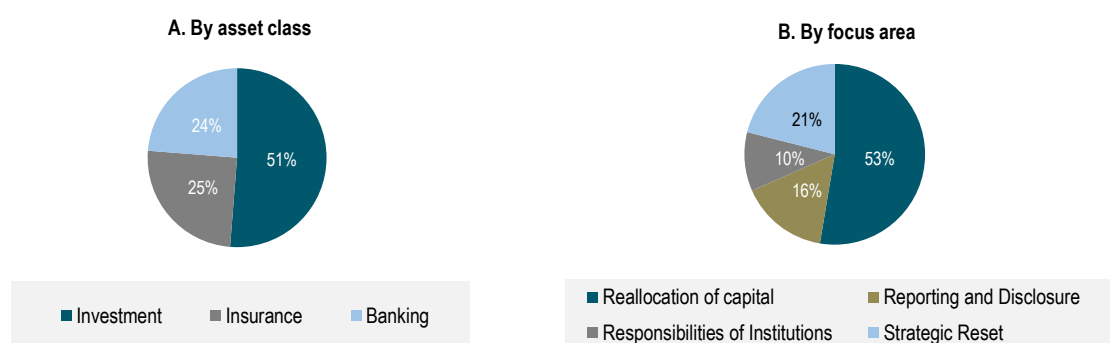 A. By asset class
24%
51%
25%
Investment
Insurance
Banking
B. By focus area
21%
10%
53%
16%
Reallocation of capital
Reporting and Disclosure
Responsibilities of Institutions
Strategic Reset